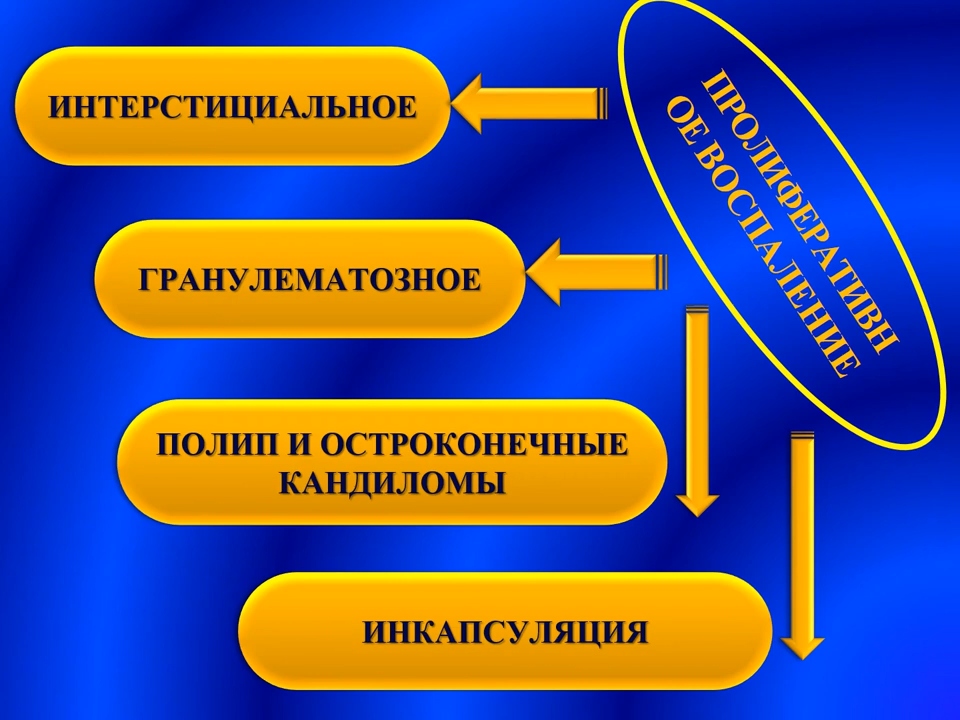 ПРОЛИФЕРАТИВН
ОЕ ВОСПАЛЕНИЕ
ИНТЕРСТИЦИАЛЬНОЕ
ГРАНУЛЕМАТОЗНОЕ
ПОЛИП И ОСТРОКОНЕЧНЫЕ
КАНДИЛОМЫ
ИНКАПСУЛЯЦИЯ